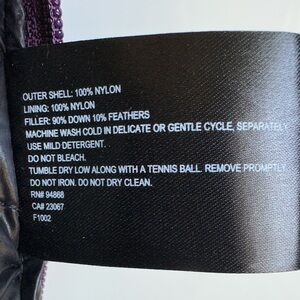 OUTER SHELL: 100% NYLON
LINING: 100% NYLON
FILLER: 90% DOWN 10% FEATHERS
MACHINE WASH COLD IN DELICATE OR GENTLE CYCLE, SEPARATELY
USE MILD DETERGENT.
DO NOT BLEACH.
TUMBLE DRY LOW ALONG WITH A TENNIS BALL. REMOVE PROMPTLY
DO NOT IRON. DO NOT DRY CLEAN.
RN# 94868
CA# 23067
F1002